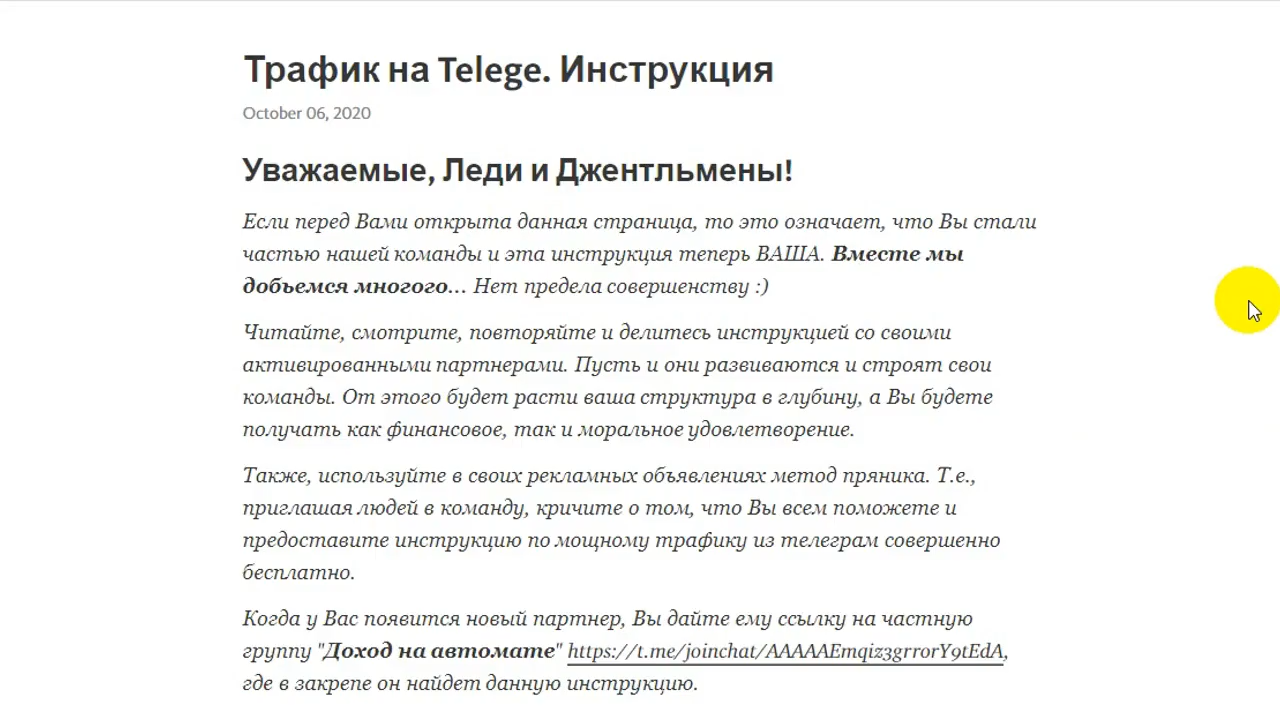 Трафик на Telege. Инструкция
October 06, 2020
Уважаемые, Леди и Джентльмены!
Если перед Вами открыта данная страница, то это означает, что Вы стали
частью нашей команды и эта инструкция теперь ВАША. Вместе мы
добьемся многого... Нет предела совершенству :)
Читайте, смотрите, повторяйте и делитесь инструкцией со своими
активированными партнерами. Пусть и они развиваются и строят свои
команды. От этого будет расти ваша структура в глубину, а Вы будете
получать как финансовое, так и моральное удовлетворение.
Также, используйте в своих рекламных объявлениях метод пряника. Т.е.,
приглашая людей в команду, кричите о том, что Вы всем поможете и
предоставите инструкцию по мощному трафику из телеграм совершенно
бесплатно.
Когда у Вас появится новый партнер, Вы дайте ему ссылку на частную
группу "Доход на автомате" https://t.me/joinchat/AAAAAEmqiz3grrorY9tEdA,
где в закрепе он найдет данную инструкцию.